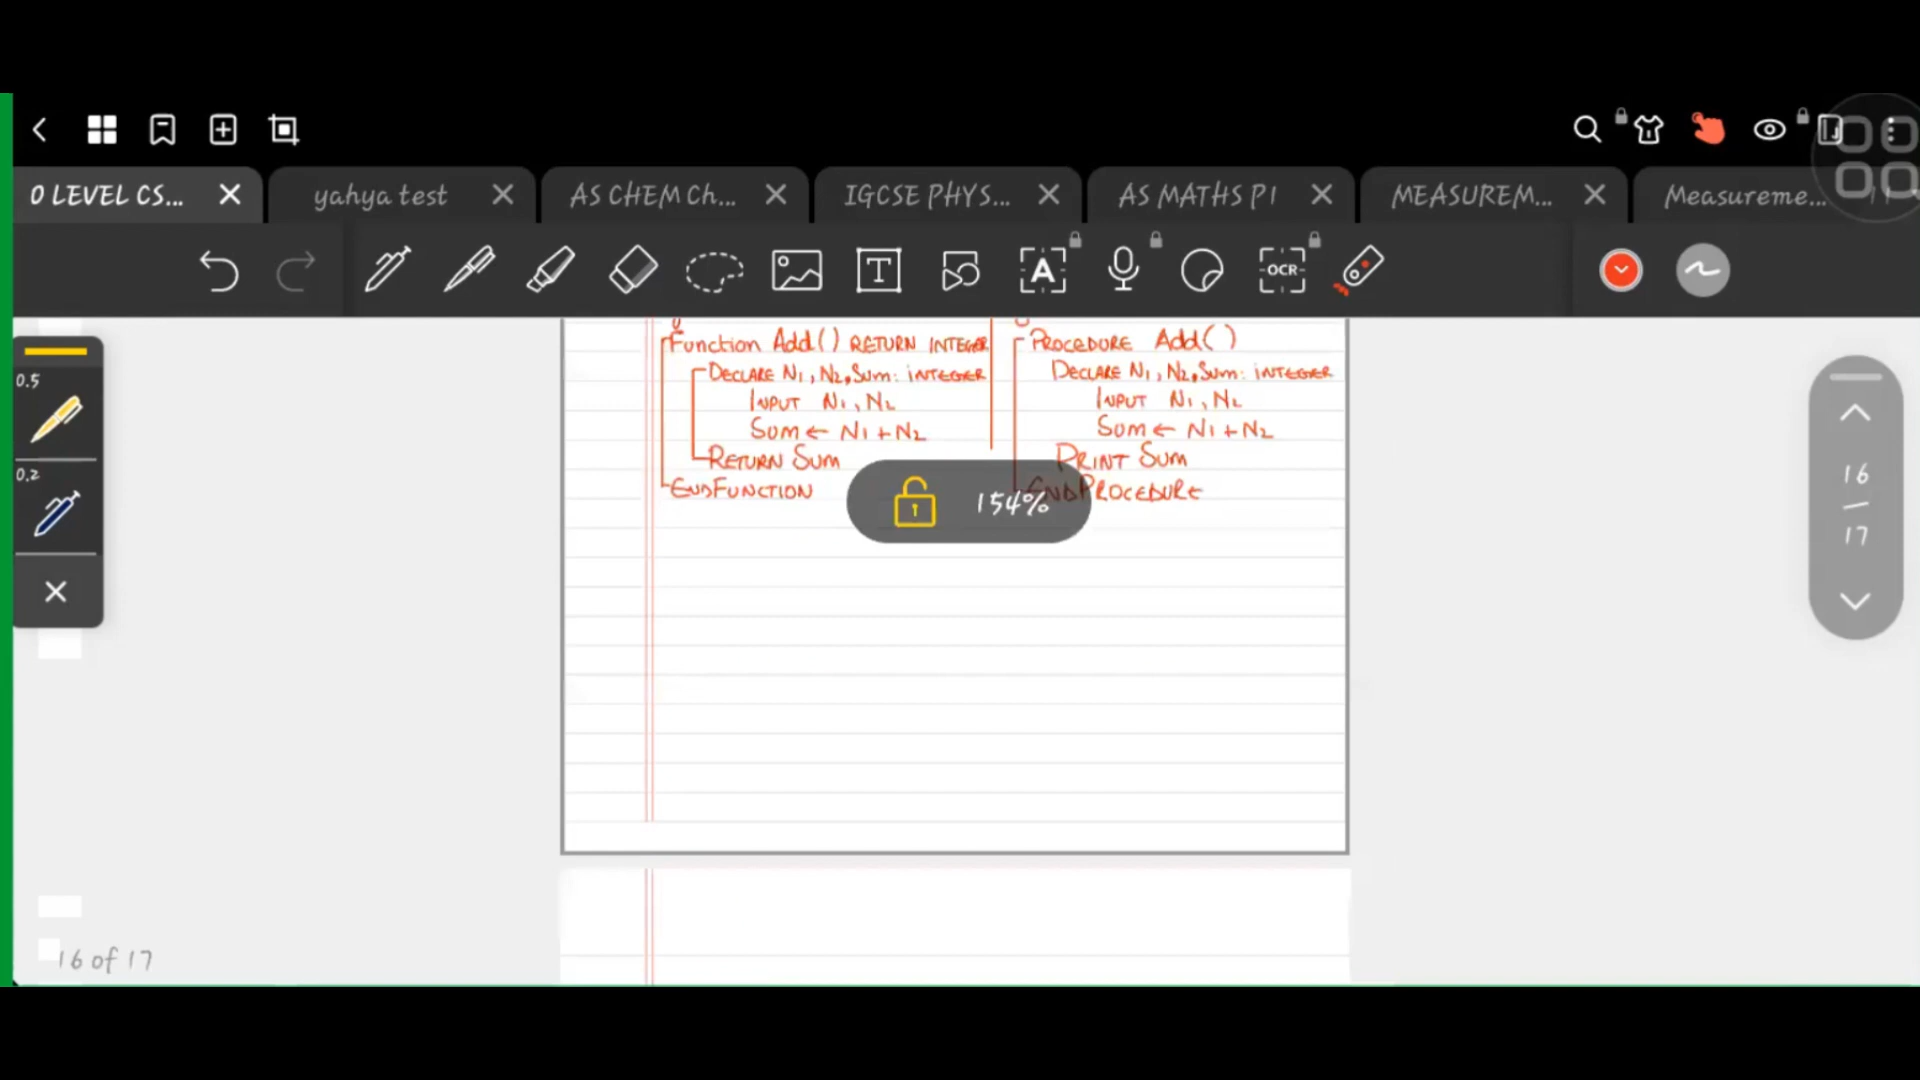 O LEVEL CS...
yahya test
AS CHEM Ch...
IGCSE PHYS...
AS MATHS P1
MEASUREM...
Measureme...
T
A
OCR
0.5
0.2
Function Add() RETURN INTEGER
DECLARE N1, N2, Sum: INTEGER
INPUT N1, N2
Sum ← N1 + N2
RETURN Sum
ENDFUNCTION
PROCEDURE Add()
DECLARE N1, N2, Sum: INTEGER
INPUT N1, N2
Sum ← N1 + N2
PRINT Sum
ENDPROCEDURE
154%
16
17
16 of 17